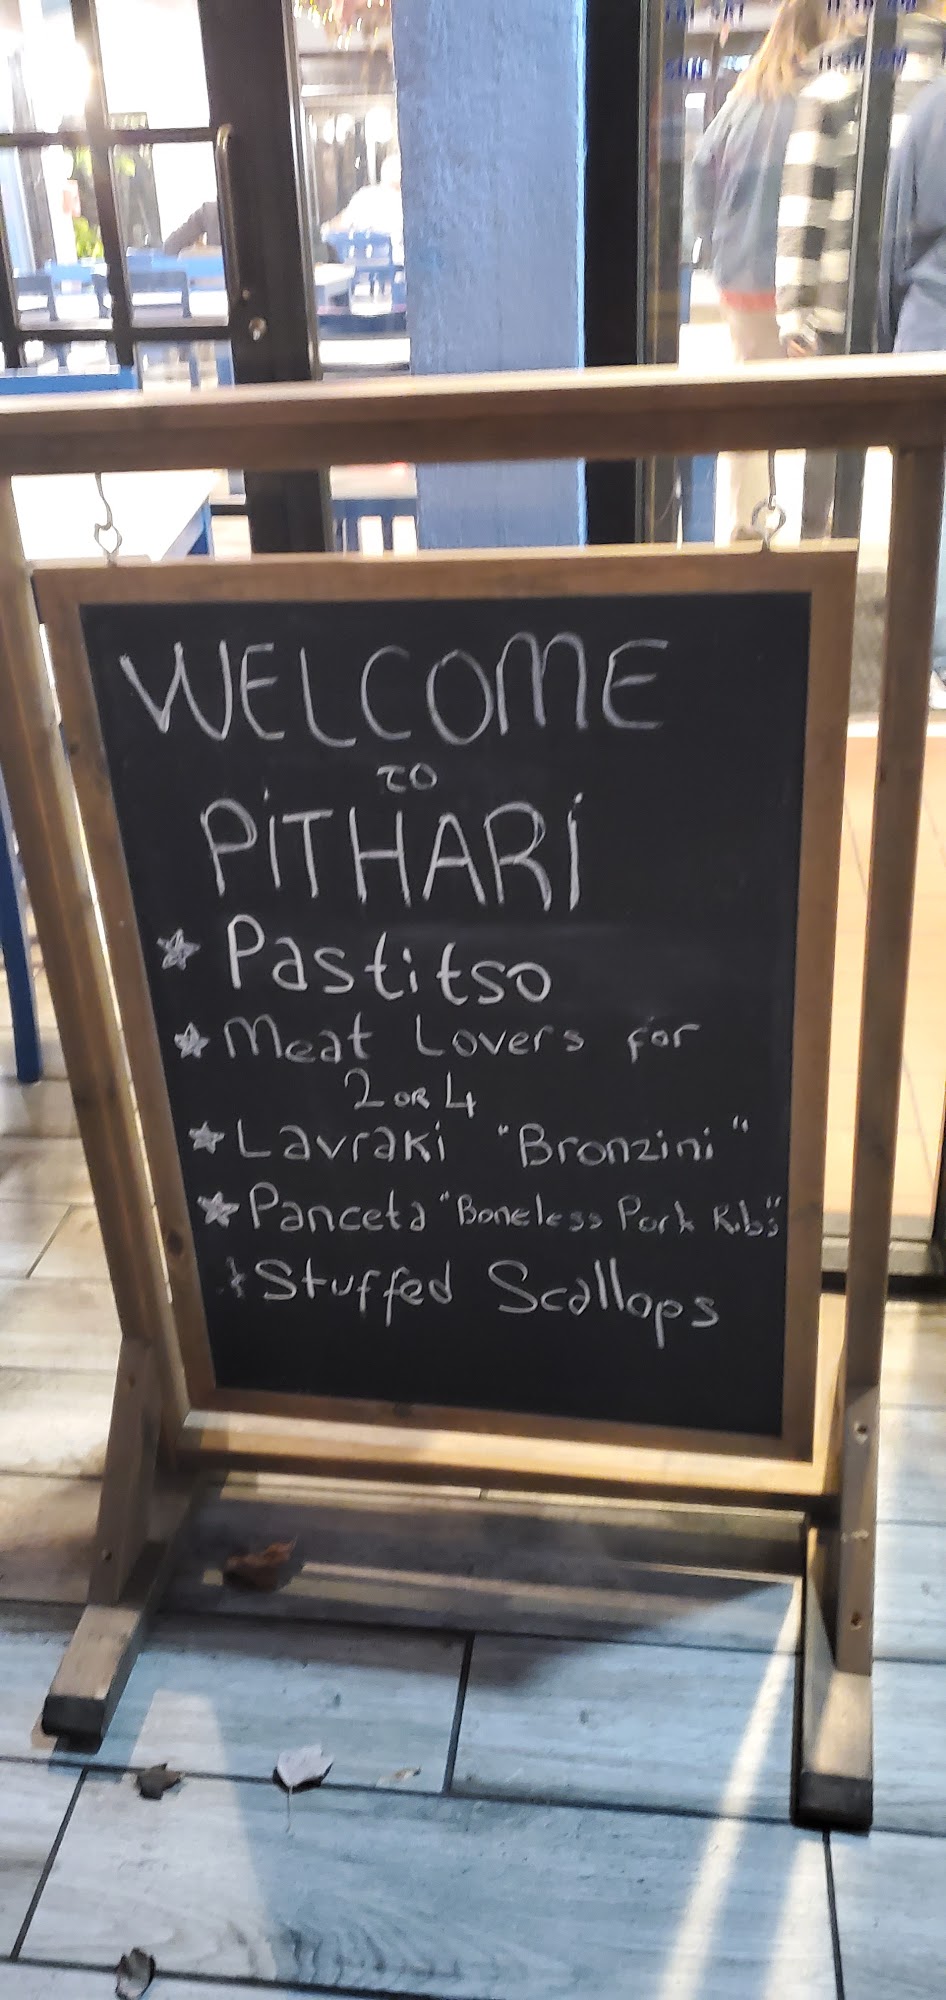 WELCOME
TO
PiTHARi
Pastitso
Meat Lovers for
2 OR 4
Lavraki "Bronzini"
Panceta "Boneless Pork Ribs"
Stuffed Scallops